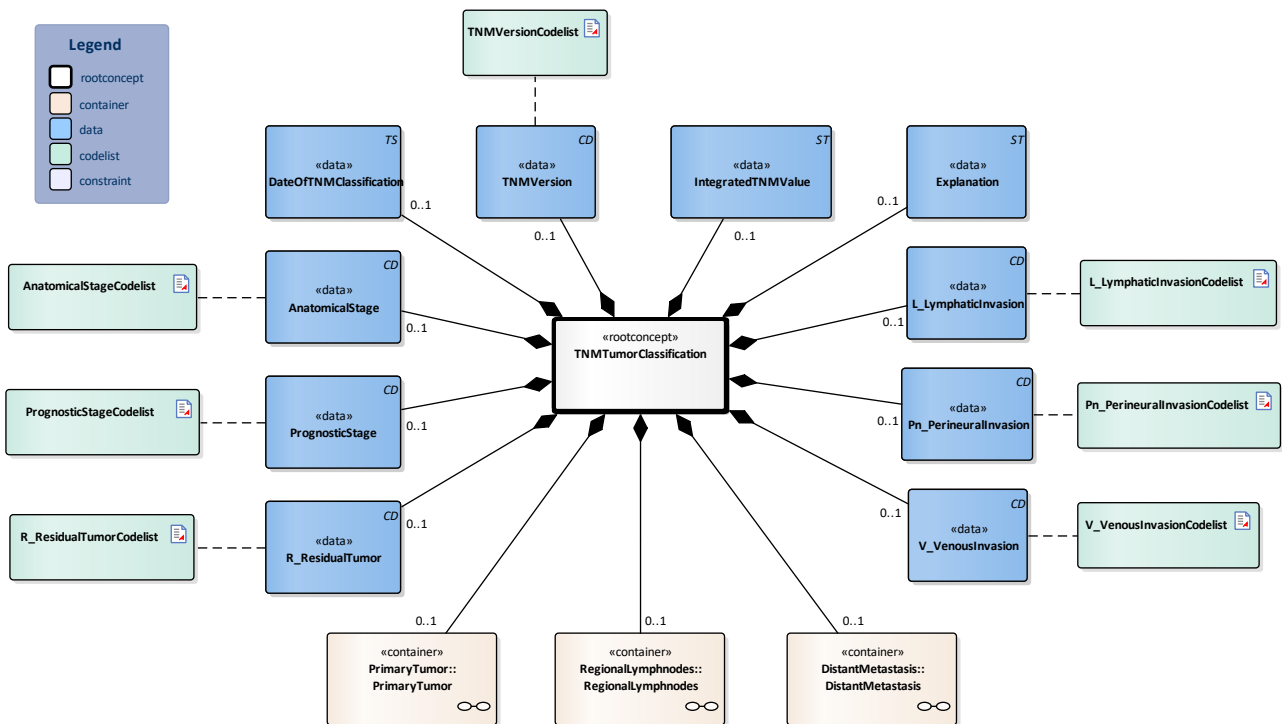 TNMVersionCodelist
Legend
rootconcept
container
data
codelist
constraint
TS
«data»
DateOfTNMClassification
0..1
CD
«data»
TNMVersion
0..1
ST
«data»
IntegratedTNMValue
0..1
ST
«data»
Explanation
0..1
AnatomicalStageCodelist
CD
«data»
AnatomicalStage
0..1
CD
«data»
L_LymphaticInvasion
0..1
L_LymphaticInvasionCodelist
«rootconcept»
TNMTumorClassification
PrognosticStageCodelist
CD
«data»
PrognosticStage
0..1
CD
«data»
Pn_PerineuralInvasion
0..1
Pn_PerineuralInvasionCodelist
R_ResidualTumorCodelist
CD
«data»
R_ResidualTumor
0..1
CD
«data»
V_VenousInvasion
0..1
V_VenousInvasionCodelist
0..1
«container»
PrimaryTumor::
PrimaryTumor
0..1
«container»
RegionalLymphnodes::
RegionalLymphnodes
0..1
«container»
DistantMetastasis::
DistantMetastasis